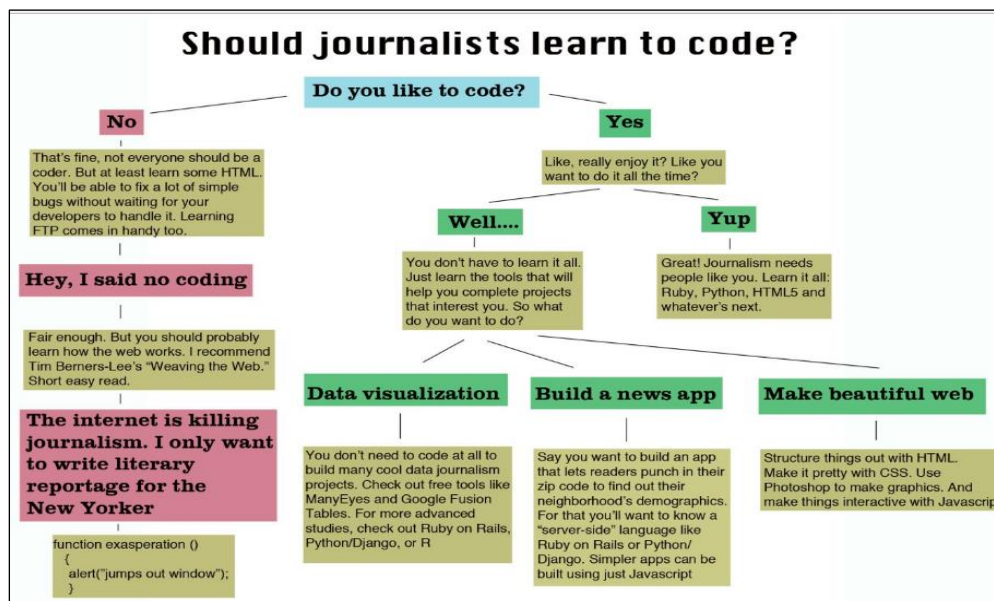 Should journalists learn to code?
Do you like to code?
No
That's fine, not everyone should be a
coder. But at least learn some HTML.
You'll be able to fix a lot of simple
bugs without waiting for your
developers to handle it. Learning
FTP comes in handy too.
Hey, I said no coding
Fair enough. But you should probably
learn how the web works. I recommend
Tim Berners-Lee's “Weaving the Web.”
Short easy read.
The internet is killing
journalism. I only want
to write literary
reportage for the
New Yorker
function exasperation ()
{
alert("jumps out window");
}
Yes
Like, really enjoy it? Like you
want to do it all the time?
Well....
You don't have to learn it all.
Just learn the tools that will
help you complete projects
that interest you. So what
do you want to do?
Yup
Great! Journalism needs
people like you. Learn it all:
Ruby, Python, HTML5 and
whatever's next.
Data visualization
You don't need to code at all to
build many cool data journalism
projects. Check out free tools like
ManyEyes and Google Fusion
Tables. For more advanced
studies, check out Ruby on Rails,
Python/Django, or R
Build a news app
Say you want to build an app
that lets readers punch in their
zip code to find out their
neighborhood's demographics.
For that you'll want to know a
“server-side” language like
Ruby on Rails or Python/
Django. Simpler apps can be
built using just Javascript
Make beautiful web
Structure things out with HTML.
Make it pretty with CSS. Use
Photoshop to make graphics. And
make things interactive with Javascript